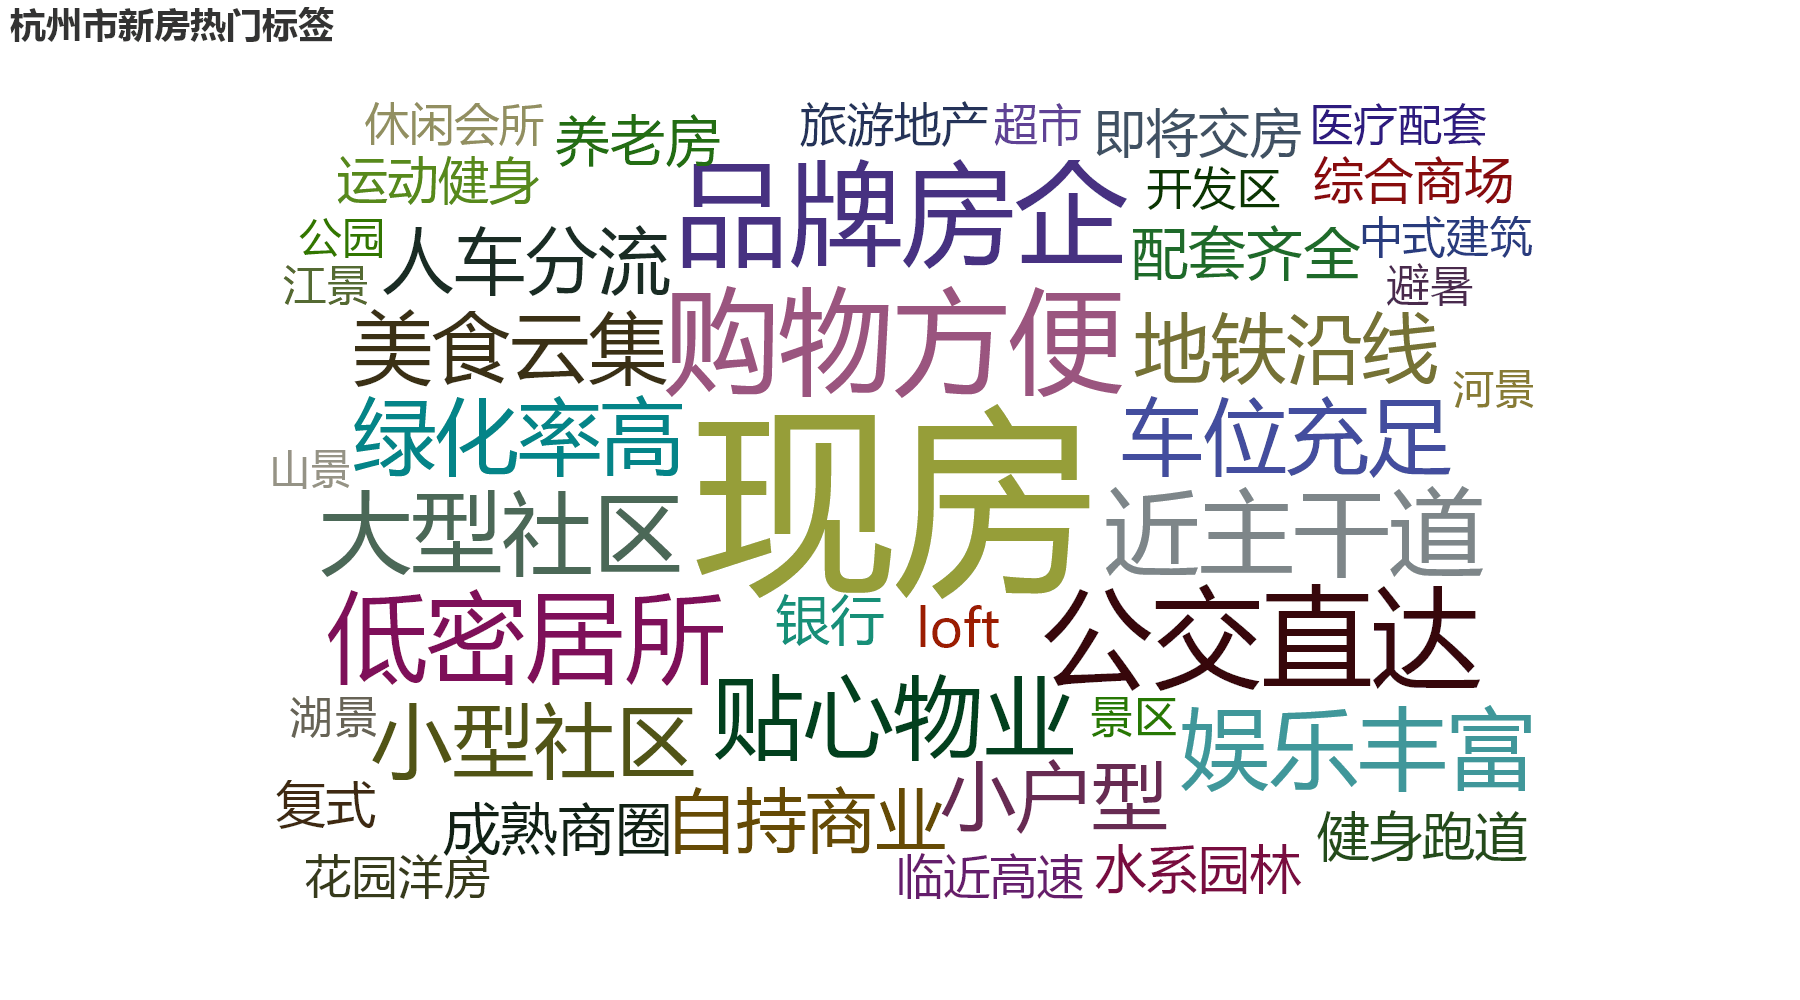 杭州市新房热门标签
休闲会所
养老房
旅游地产
超市
即将交房
医疗配套
运动健身
品牌房企
开发区
综合商场
公园
人车分流
配套齐全
中式建筑
江景
购物方便
避暑
美食云集
地铁沿线
河景
绿化率高
现房
车位充足
山景
大型社区
近主干道
低密居所
银行
loft
公交直达
湖景
小型社区
贴心物业
景区
娱乐丰富
复式
成熟商圈
自持商业
小户型
健身跑道
花园洋房
临近高速
水系园林